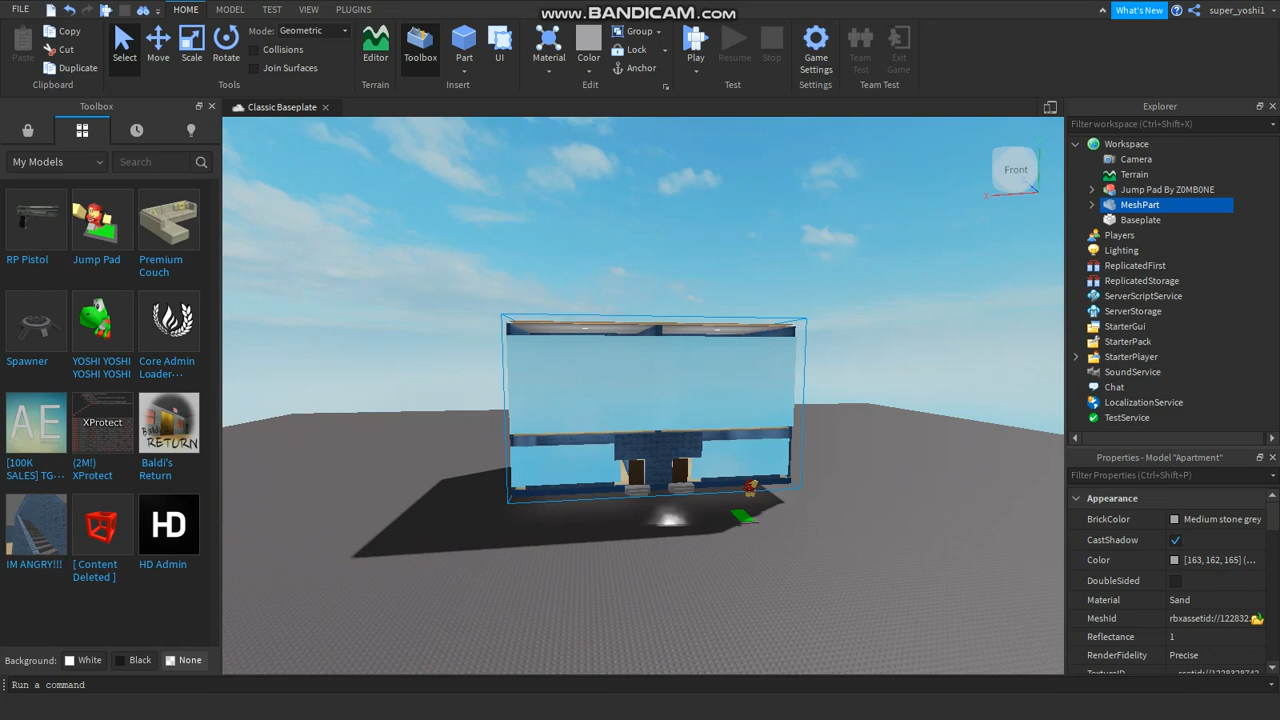 www.BANDICAM.com
FILE HOME MODEL TEST VIEW PLUGINS What's New super_yoshi1
Paste Copy Cut Duplicate Clipboard
Select Move Scale Rotate Mode: Geometric Collisions Join Surfaces Tools
Editor Terrain
Toolbox Part UI Insert
Material Color Group Lock Anchor Edit
Play Resume Stop Test
Game Settings Settings
Team Test Exit Game Team Test
Toolbox
My Models Search
RP Pistol
Jump Pad
Premium Couch
Spawner
YOSHI YOSHI YOSHI YOSHI
Core Admin Loader...
AE
[100K SALES] TG-
XProtect
(2M!) XProtect
Baldi's RETURN
Baldi's Return
IM ANGRY!!!
[ Content Deleted ]
HD
HD Admin
Background: White Black None
Run a command
Classic Baseplate
Front
X
Explorer
Filter workspace (Ctrl+Shift+X)
Workspace
Camera
Terrain
Jump Pad By Z0MB0NE
MeshPart
Baseplate
Players
Lighting
ReplicatedFirst
ReplicatedStorage
ServerScriptService
ServerStorage
StarterGui
StarterPack
StarterPlayer
SoundService
Chat
LocalizationService
TestService
Properties - Model "Apartment"
Filter Properties (Ctrl+Shift+P)
Appearance
BrickColor Medium stone grey
CastShadow
Color [163, 162, 165] (...
DoubleSided
Material Sand
MeshId rbxassetid://122832...
Reflectance 1
RenderFidelity Precise